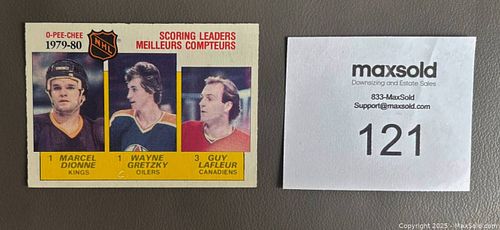 O-PEE-CHEE
1979-80
NHL
SCORING LEADERS
MEILLEURS COMPTEURS
1 MARCEL DIONNE
KINGS
1 WAYNE GRETZKY
OILERS
3 GUY LAFLEUR
CANADIENS
maxsold
Downsizing and Estate Sales
833-MaxSold
Support@maxsold.com
121
Copyright 2025 - MaxSold.com